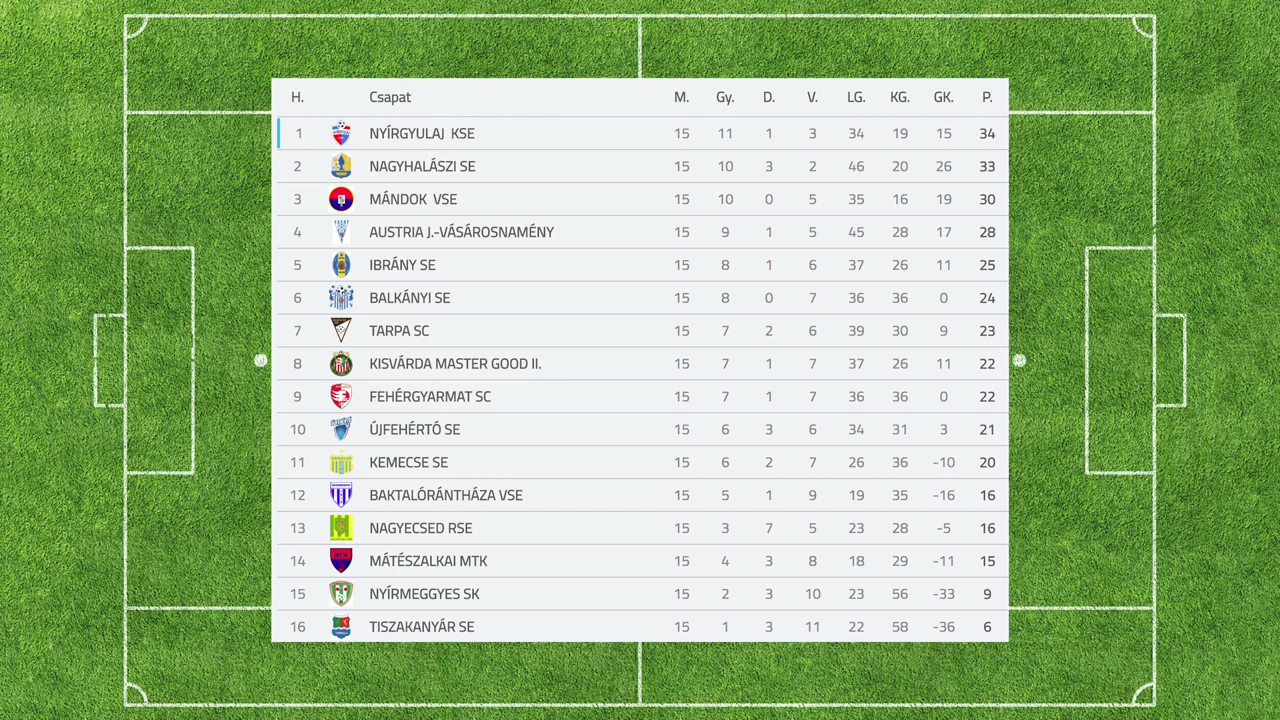 H. Csapat M. Gy. D. V. LG. KG. GK. P.
1 NYÍRGYULAJ KSE 15 11 1 3 34 19 15 34
2 NAGYHALÁSZI SE 15 10 3 2 46 20 26 33
3 MÁNDOK VSE 15 10 0 5 35 16 19 30
4 AUSTRIA J.-VÁSÁROSNAMÉNY 15 9 1 5 45 28 17 28
5 IBRÁNY SE 15 8 1 6 37 26 11 25
6 BALKÁNYI SE 15 8 0 7 36 36 0 24
7 TARPA SC 15 7 2 6 39 30 9 23
8 KISVÁRDA MASTER GOOD II. 15 7 1 7 37 26 11 22
9 FEHÉRGYARMAT SC 15 7 1 7 36 36 0 22
10 ÚJFEHÉRTÓ SE 15 6 3 6 34 31 3 21
11 KEMECSE SE 15 6 2 7 26 36 -10 20
12 BAKTALÓRÁNTHÁZA VSE 15 5 1 9 19 35 -16 16
13 NAGYECSED RSE 15 3 7 5 23 28 -5 16
14 MÁTÉSZALKAI MTK 15 4 3 8 18 29 -11 15
15 NYÍRMEGGYES SK 15 2 3 10 23 56 -33 9
16 TISZAKANYÁR SE 15 1 3 11 22 58 -36 6